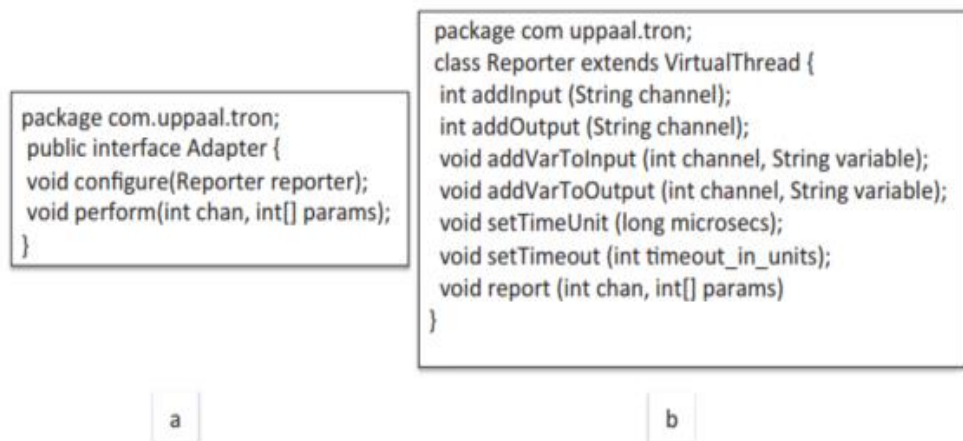 package com.uppaal.tron;
public interface Adapter {
void configure(Reporter reporter);
void perform(int chan, int[] params);
}
a
package com uppaal.tron;
class Reporter extends VirtualThread {
int addInput (String channel);
int addOutput (String channel);
void addVarToInput (int channel, String variable);
void addVarToOutput (int channel, String variable);
void setTimeUnit (long microsecs);
void setTimeout (int timeout_in_units);
void report (int chan, int[] params)
}
b